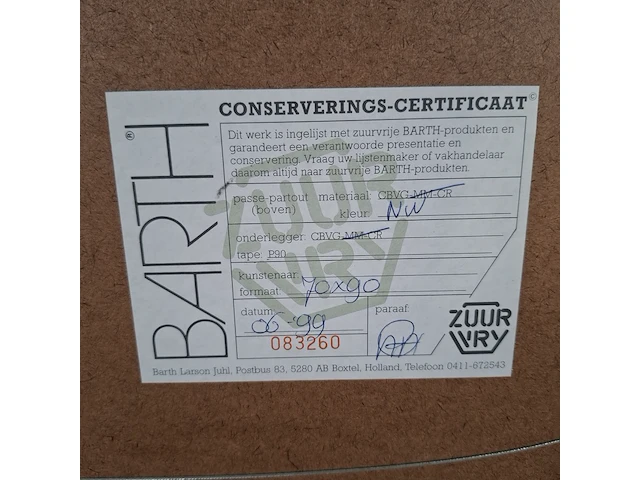 BARTH®
CONSERVERINGS-CERTIFICAAT©
Dit werk is ingelijst met zuurvrije BARTH-produkten en
garandeert een verantwoorde presentatie en
conservering. Vraag uw lijstenmaker of vakhandelaar
daarom altijd naar zuurvrije BARTH-produkten.
passe-partout materiaal: CBVG-MM-CR
(boven) kleur: NW
onderlegger: CBVG-MM-CR
tape: P90
kunstenaar:
formaat: 70x90
datum: 06-'99
paraaf:
083260
ZUUR
VRY
ZUUR
VRY
Barth Larson Juhl, Postbus 83, 5280 AB Boxtel, Holland, Telefoon 0411-672543